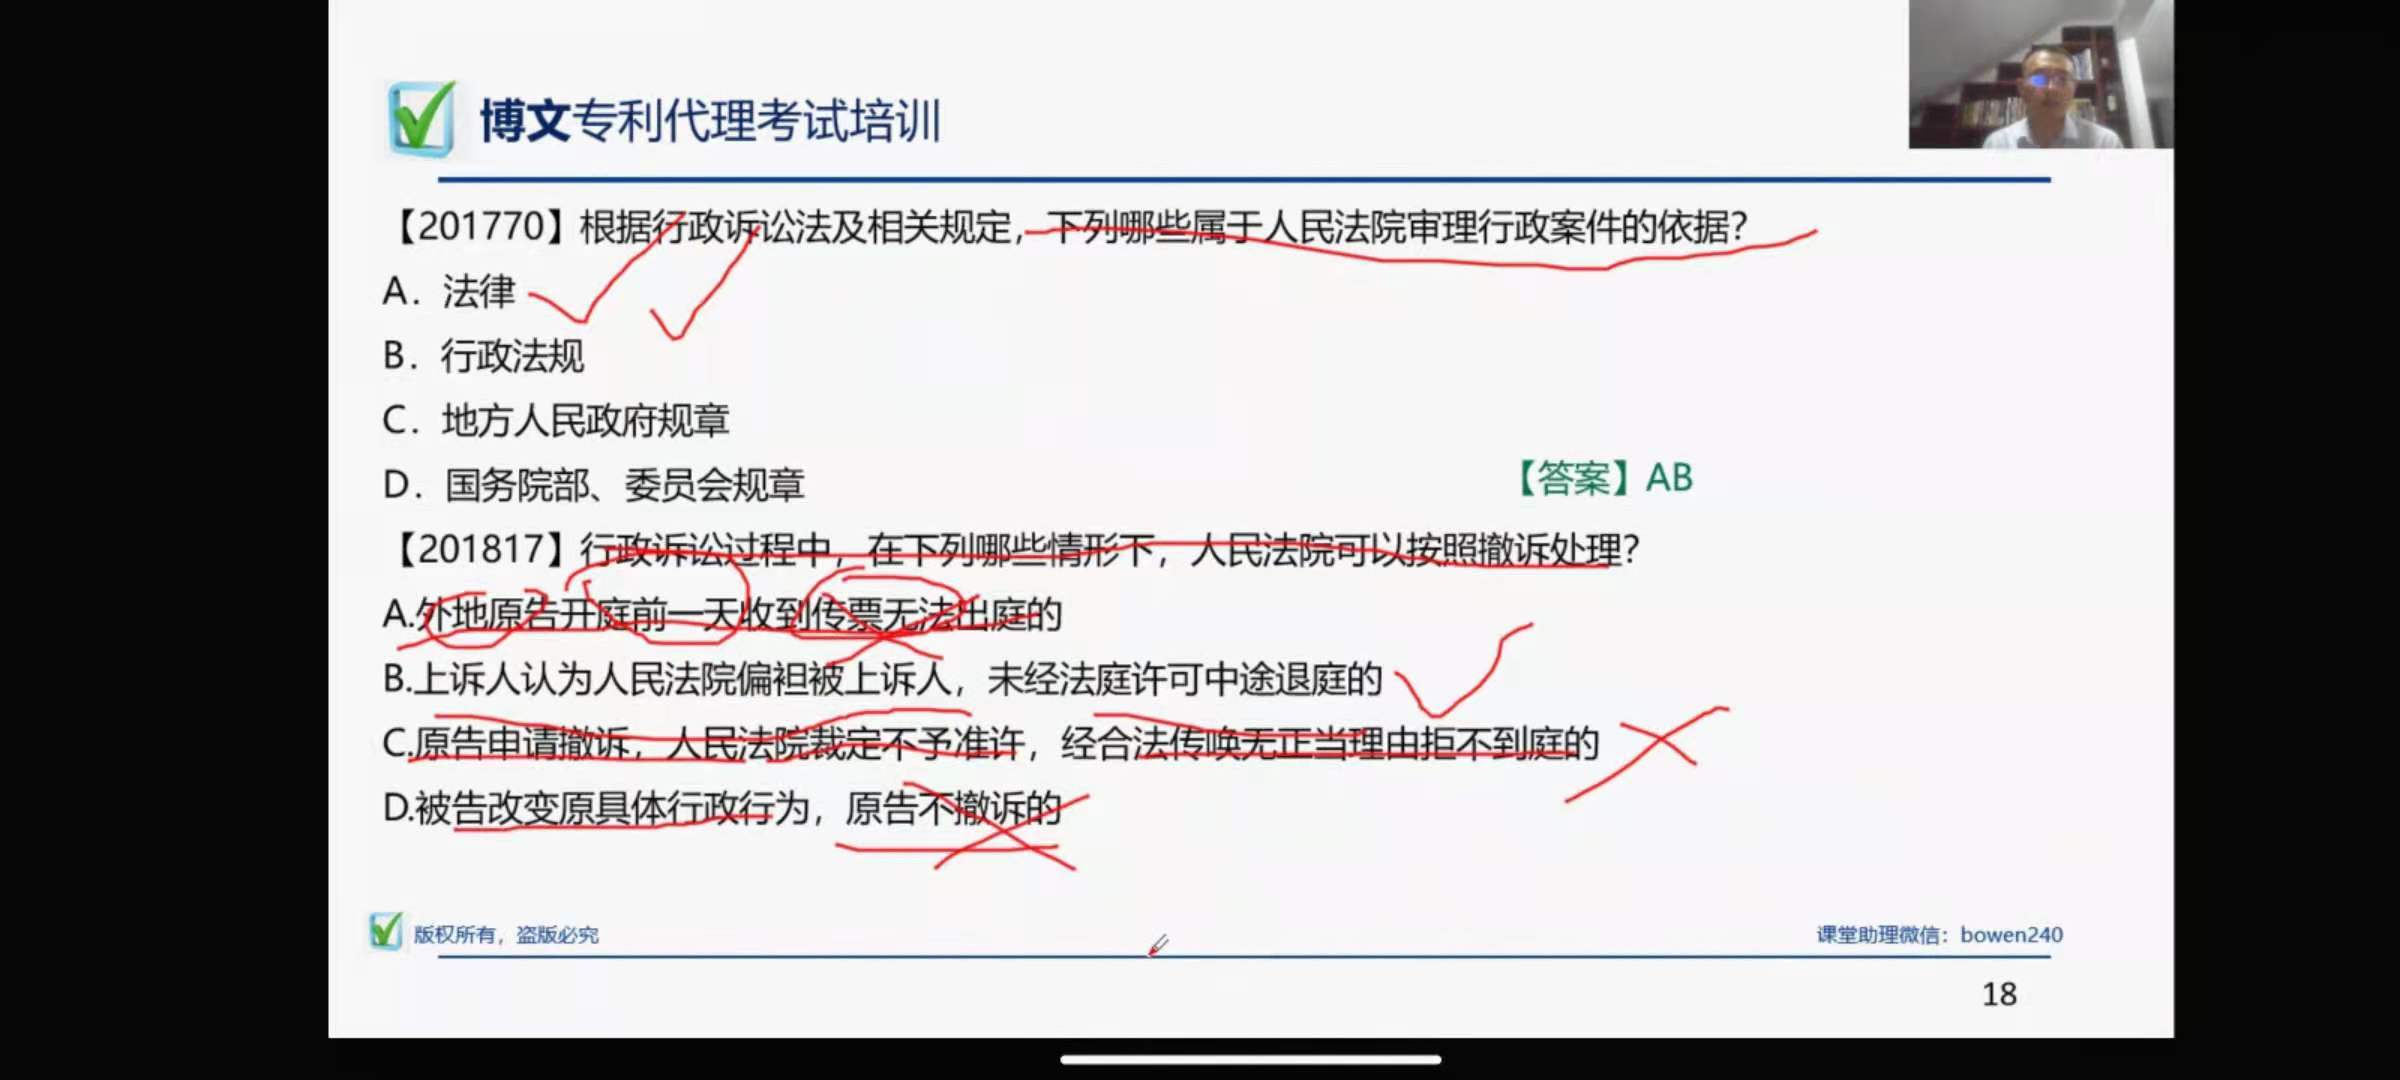 博文专利代理考试培训
【201770】根据行政诉讼法及相关规定，下列哪些属于人民法院审理行政案件的依据？
A．法律
B．行政法规
C．地方人民政府规章
D．国务院部、委员会规章
【答案】AB
【201817】行政诉讼过程中，在下列哪些情形下，人民法院可以按照撤诉处理？
A.外地原告开庭前一天收到传票无法出庭的
B.上诉人认为人民法院偏袒被上诉人，未经法庭许可中途退庭的
C.原告申请撤诉，人民法院裁定不予准许，经合法传唤无正当理由拒不到庭的
D.被告改变原具体行政行为，原告不撤诉的
版权所有，盗版必究
课堂助理微信：bowen240
18